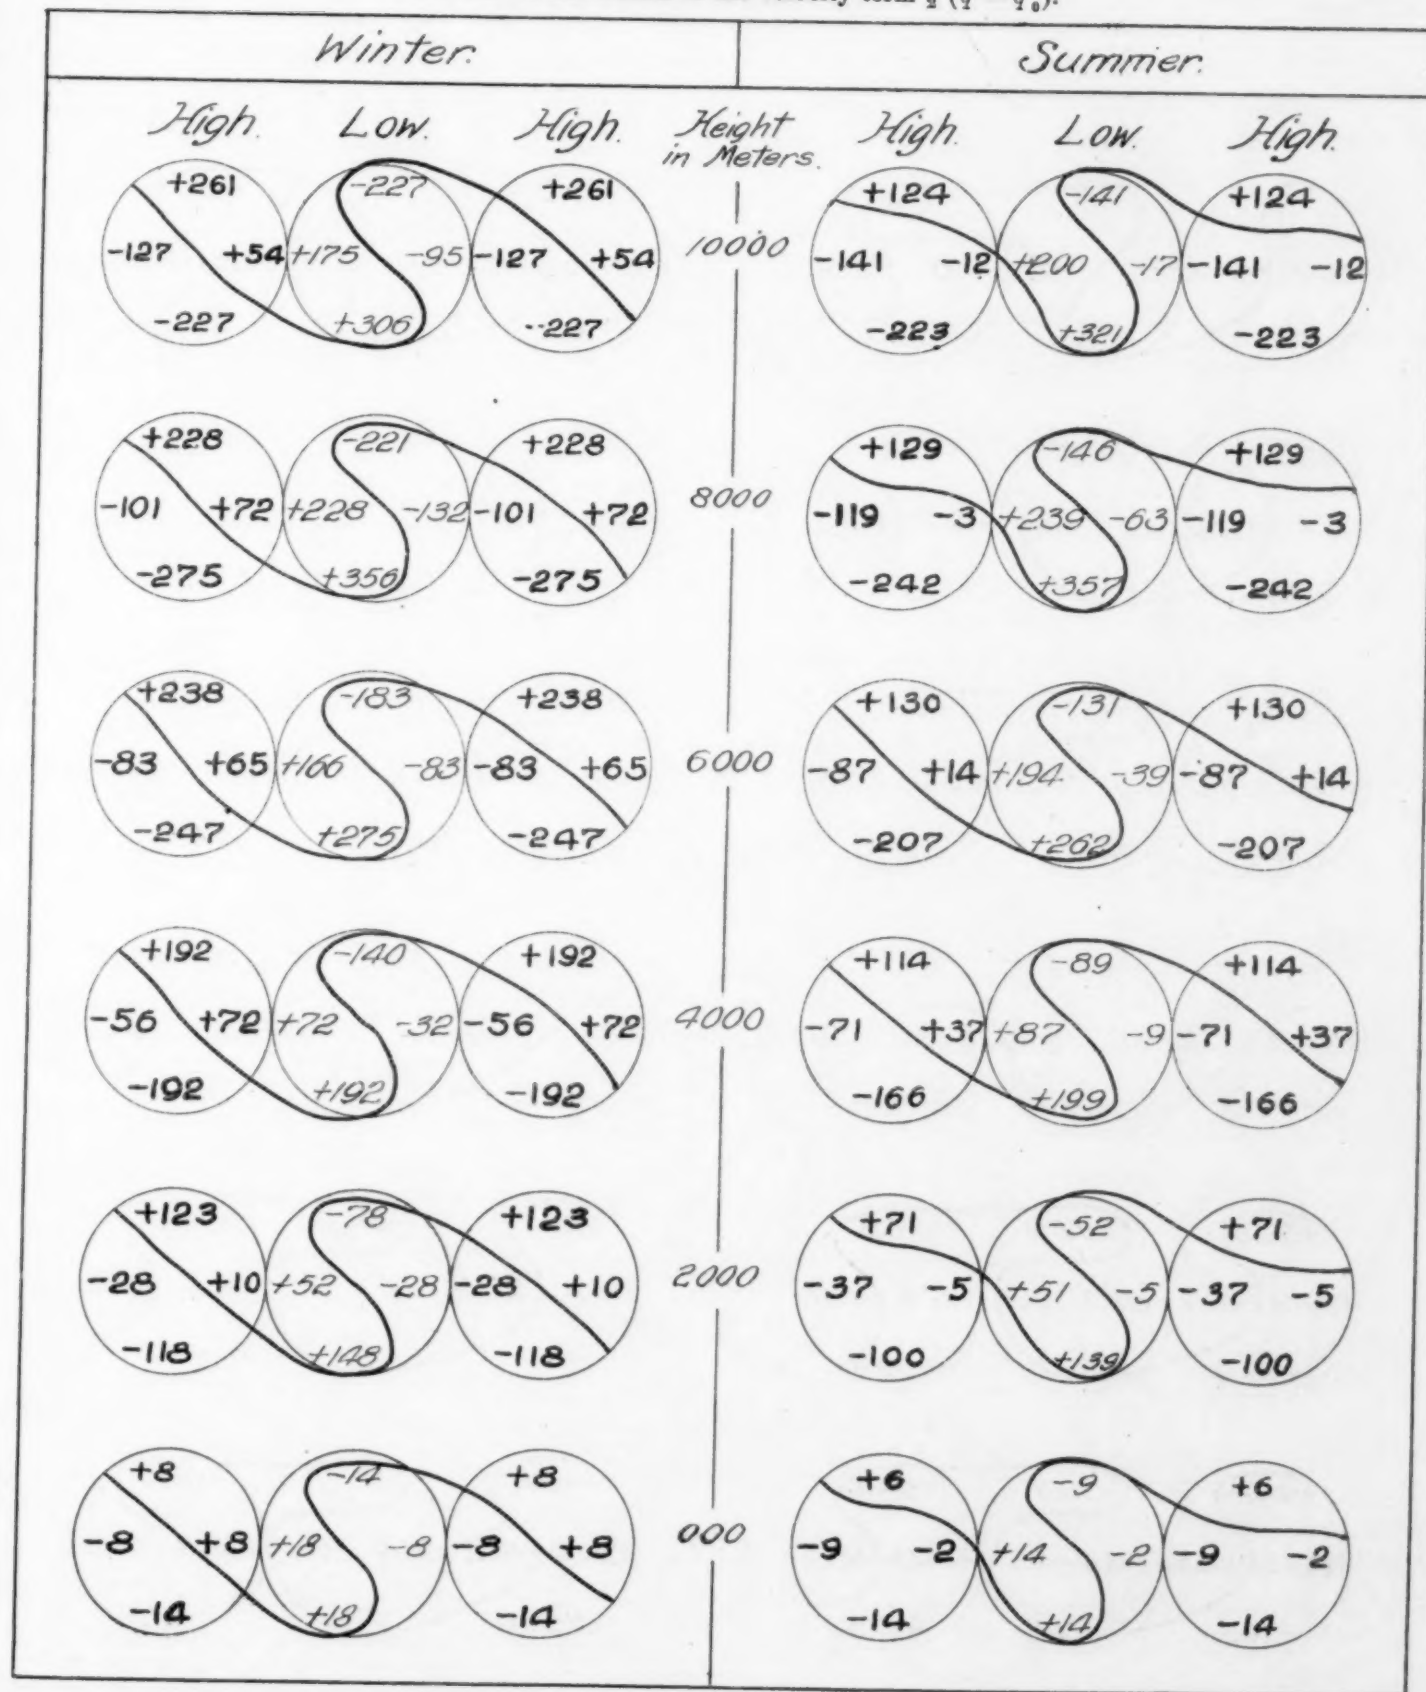 velocity term ½ (q² − q²₀).
Winter. Summer.
High. Low. High. Height in Meters. High. Low. High.
+261 -227 +261 +124 -141 +124
-127 +54 +175 -95 -127 +54 10000 -141 -12 +200 -17 -141 -12
-227 +306 -227 -223 +321 -223
+228 -221 +228 +129 -146 +129
-101 +72 +228 -132 -101 +72 8000 -119 -3 +239 -63 -119 -3
-275 +356 -275 -242 +357 -242
+238 -183 +238 +130 -131 +130
-83 +65 +166 -83 -83 +65 6000 -87 +14 +194 -39 -87 +14
-247 +275 -247 -207 +262 -207
+192 -140 +192 +114 -89 +114
-56 +72 +72 -32 -56 +72 4000 -71 +37 +87 -9 -71 +37
-192 +192 -192 -166 +199 -166
+123 -78 +123 +71 -52 +71
-28 +10 +52 -28 -28 +10 2000 -37 -5 +51 -5 -37 -5
-118 +148 -118 -100 +139 -100
+8 -14 +8 +6 -9 +6
-8 +8 +18 -8 -8 +8 000 -9 -2 +14 -2 -9 -2
-14 +18 -14 -14 +14 -14